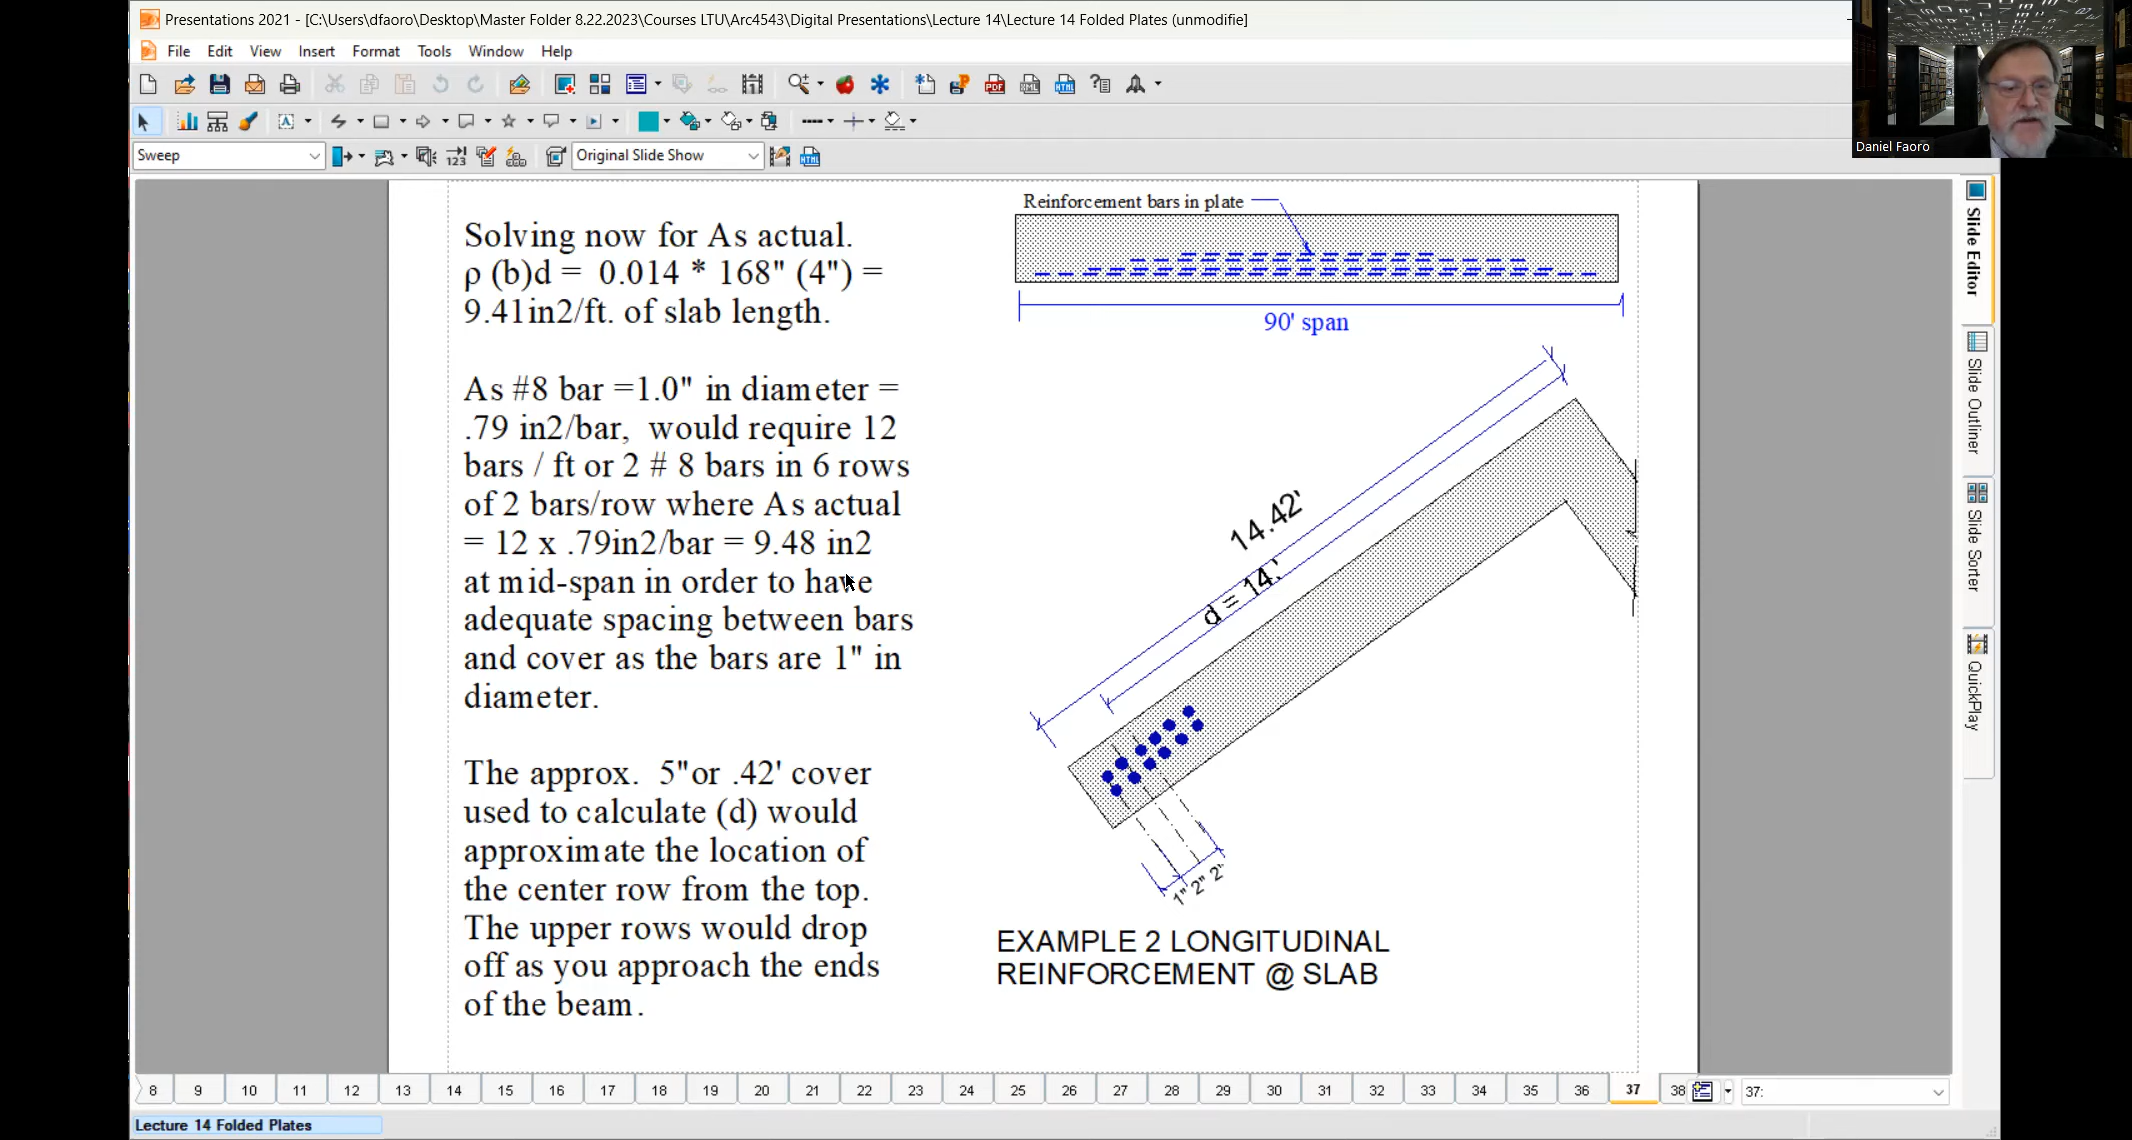 Presentations 2021 - [C:\Users\dfaoro\Desktop\Master Folder 8.22.2023\Courses LTU\Arc4543\Digital Presentations\Lecture 14\Lecture 14 Folded Plates (unmodifie]
File Edit View Insert Format Tools Window Help
Sweep
Original Slide Show
Daniel Faoro
Solving now for As actual.
ρ (b)d = 0.014 * 168" (4") =
9.41in2/ft. of slab length.
As #8 bar =1.0" in diameter =
.79 in2/bar, would require 12
bars / ft or 2 # 8 bars in 6 rows
of 2 bars/row where As actual
= 12 x .79in2/bar = 9.48 in2
at mid-span in order to have
adequate spacing between bars
and cover as the bars are 1" in
diameter.
The approx. 5"or .42' cover
used to calculate (d) would
approximate the location of
the center row from the top.
The upper rows would drop
off as you approach the ends
of the beam.
Reinforcement bars in plate
90' span
14.42'
d = 14.'
1" 2" 2'
EXAMPLE 2 LONGITUDINAL
REINFORCEMENT @ SLAB
Slide Editor
Slide Outliner
Slide Sorter
QuickPlay
8 9 10 11 12 13 14 15 16 17 18 19 20 21 22 23 24 25 26 27 28 29 30 31 32 33 34 35 36 37 38 37:
Lecture 14 Folded Plates